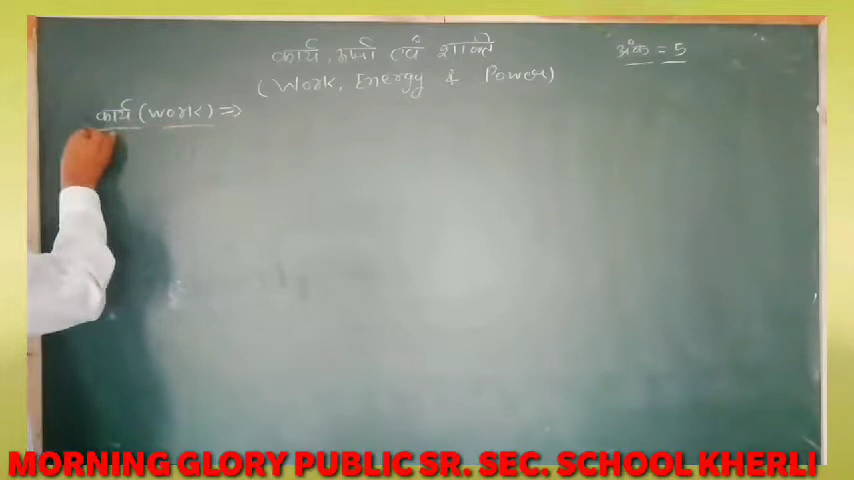 कार्य, ऊर्जा एवं शक्ति
अंक = 5
(Work, Energy & Power)
कार्य (work) ⇒
MORNING GLORY PUBLIC SR. SEC. SCHOOL KHERLI